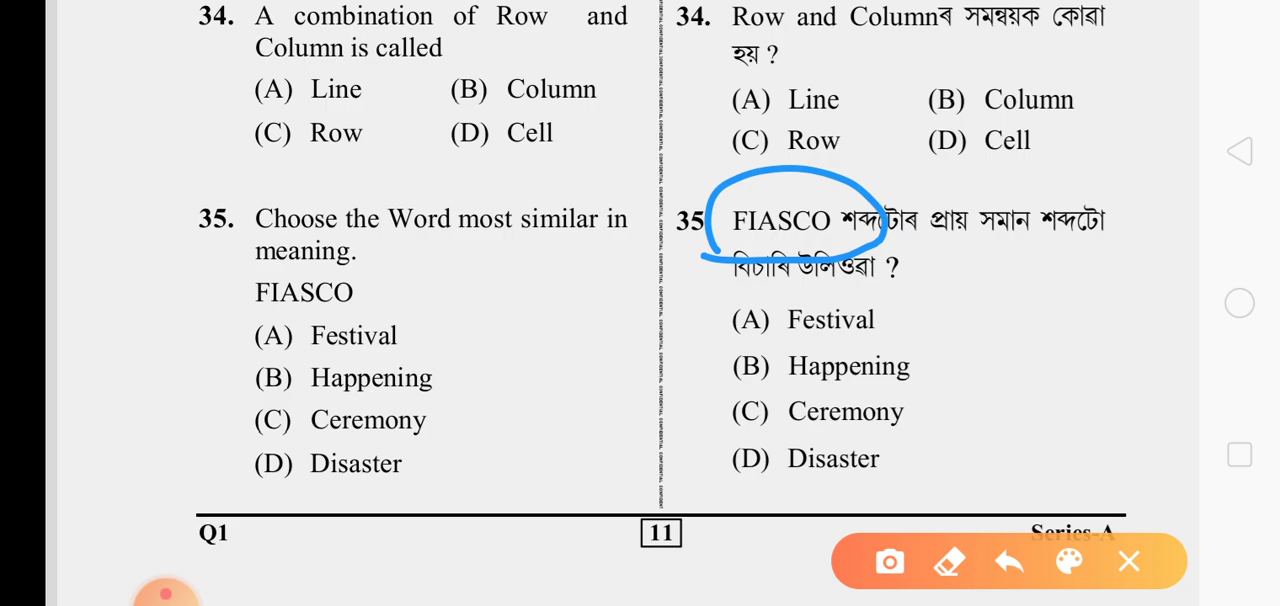 34. A combination of Row and
Column is called
(A) Line (B) Column
(C) Row (D) Cell
35. Choose the Word most similar in
meaning.
FIASCO
(A) Festival
(B) Happening
(C) Ceremony
(D) Disaster
34. Row and Columnৰ সমন্বয়ক কোৱা
হয় ?
(A) Line (B) Column
(C) Row (D) Cell
35 FIASCO শব্দটোৰ প্ৰায় সমান শব্দটো
বিচাৰি উলিওৱা ?
(A) Festival
(B) Happening
(C) Ceremony
(D) Disaster
Q1 11 Series-A